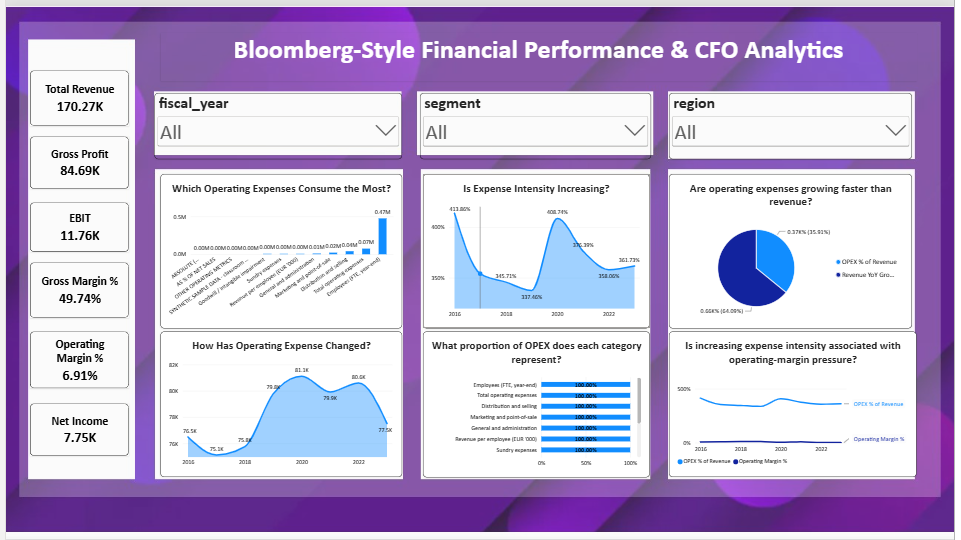 Bloomberg-Style Financial Performance & CFO Analytics
Total Revenue
170.27K
Gross Profit
84.69K
EBIT
11.76K
Gross Margin %
49.74%
Operating
Margin %
6.91%
Net Income
7.75K
fiscal_year
All
segment
All
region
All
Which Operating Expenses Consume the Most?
0.5M
0.0M
0.00M 0.00M 0.00M 0.00M 0.00M 0.00M 0.00M 0.01M 0.02M 0.04M 0.07M 0.47M
ABSOLUTE (...
AS % OF NET SALES
OTHER OPERATING METRICS
SYNTHETIC SAMPLE DATA - classroom ...
Goodwill / intangible impairment
Sundry expenses
Revenue per employee (EUR '000)
General and administration
Marketing and point-of-sale
Distribution and selling
Total operating expenses
Employees (FTC, year-end)
Is Expense Intensity Increasing?
400%
350%
413.86%
345.71%
337.46%
408.74%
376.39%
358.06%
361.73%
2016 2018 2020 2022
Are operating expenses growing faster than
revenue?
0.37K (35.91%)
0.66K (64.09%)
OPEX % of Revenue
Revenue YoY Gro...
How Has Operating Expense Changed?
82K
80K
78K
76K
76.5K
75.1K
75.8K
79.8K
81.1K
79.9K
80.6K
77.5K
2016 2018 2020 2022
What proportion of OPEX does each category
represent?
Employees (FTC, year-end) 100.00%
Total operating expenses 100.00%
Distribution and selling 100.00%
Marketing and point-of-sale 100.00%
General and administration 100.00%
Revenue per employee (EUR '000) 100.00%
Sundry expenses 100.00%
0% 50% 100%
Is increasing expense intensity associated with
operating-margin pressure?
500%
0%
OPEX % of Revenue
Operating Margin %
2016 2018 2020 2022
OPEX % of Revenue Operating Margin %